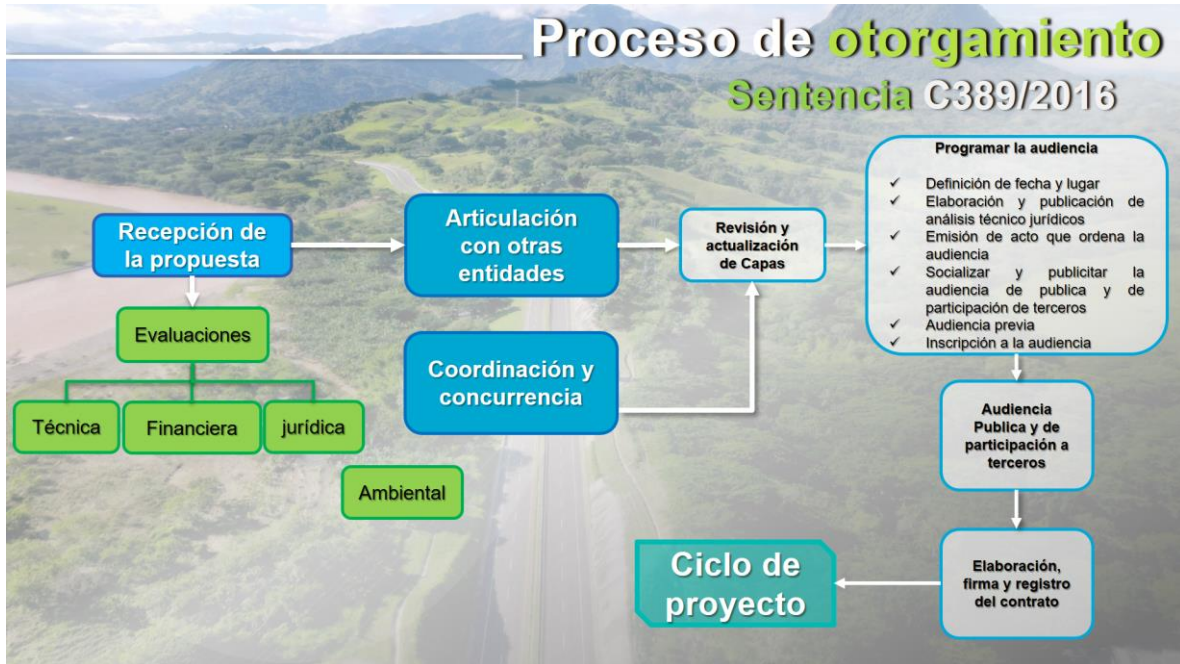 Proceso de otorgamiento
Sentencia C389/2016
Recepción de
la propuesta
Evaluaciones
Técnica
Financiera
jurídica
Ambiental
Articulación
con otras
entidades
Coordinación y
concurrencia
Revisión y
actualización
de Capas
Programar la audiencia
✓ Definición de fecha y lugar
✓ Elaboración y publicación de
análisis técnico jurídicos
✓ Emisión de acto que ordena la
audiencia
✓ Socializar y publicitar la
audiencia de publica y de
participación de terceros
✓ Audiencia previa
✓ Inscripción a la audiencia
Audiencia
Publica y de
participación a
terceros
Elaboración,
firma y registro
del contrato
Ciclo de
proyecto